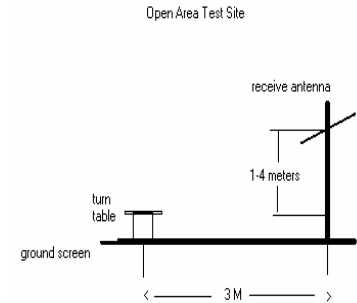 Open Area Test Site
receive antenna
1-4 meters
turn
table
ground screen
3 M